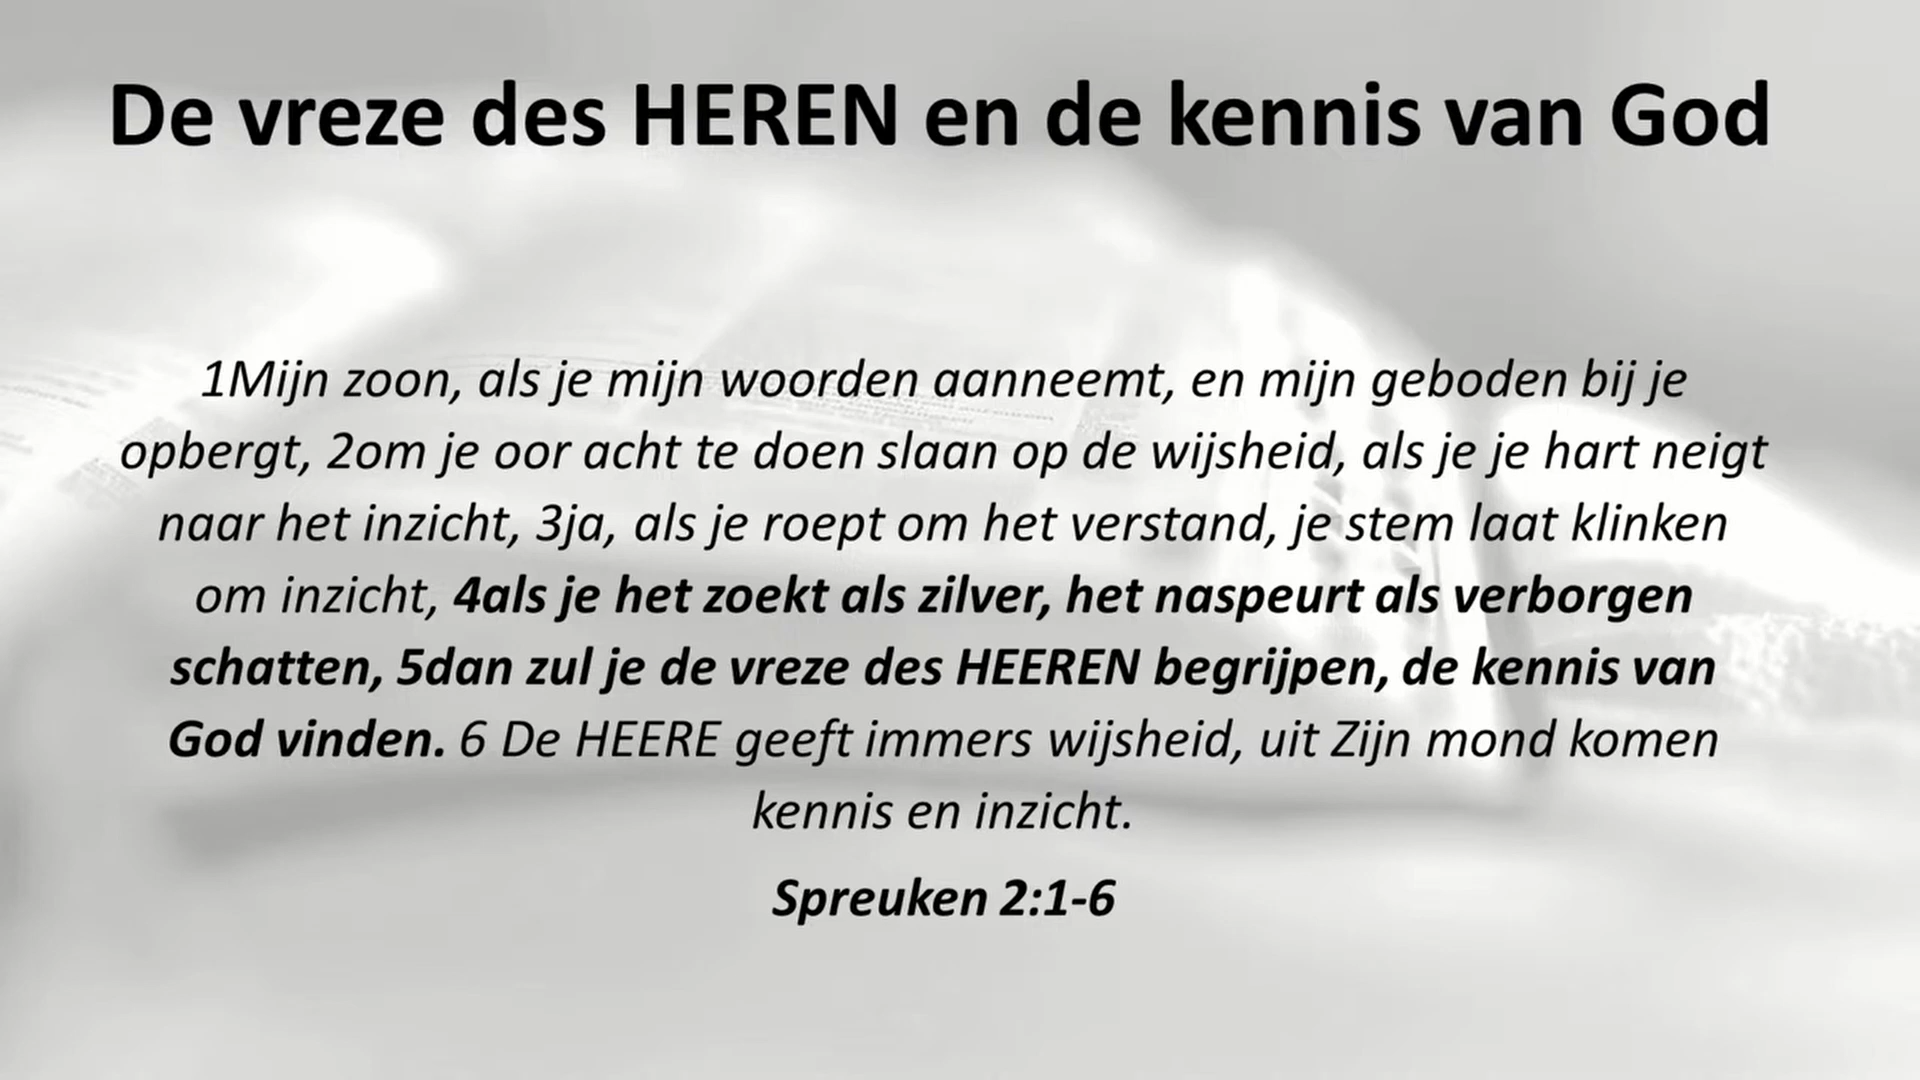 De vreze des HEREN en de kennis van God
1Mijn zoon, als je mijn woorden aanneemt, en mijn geboden bij je
opbergt, 2om je oor acht te doen slaan op de wijsheid, als je je hart neigt
naar het inzicht, 3ja, als je roept om het verstand, je stem laat klinken
om inzicht, 4als je het zoekt als zilver, het naspeurt als verborgen
schatten, 5dan zul je de vreze des HEEREN begrijpen, de kennis van
God vinden. 6 De HEERE geeft immers wijsheid, uit Zijn mond komen
kennis en inzicht.
Spreuken 2:1-6